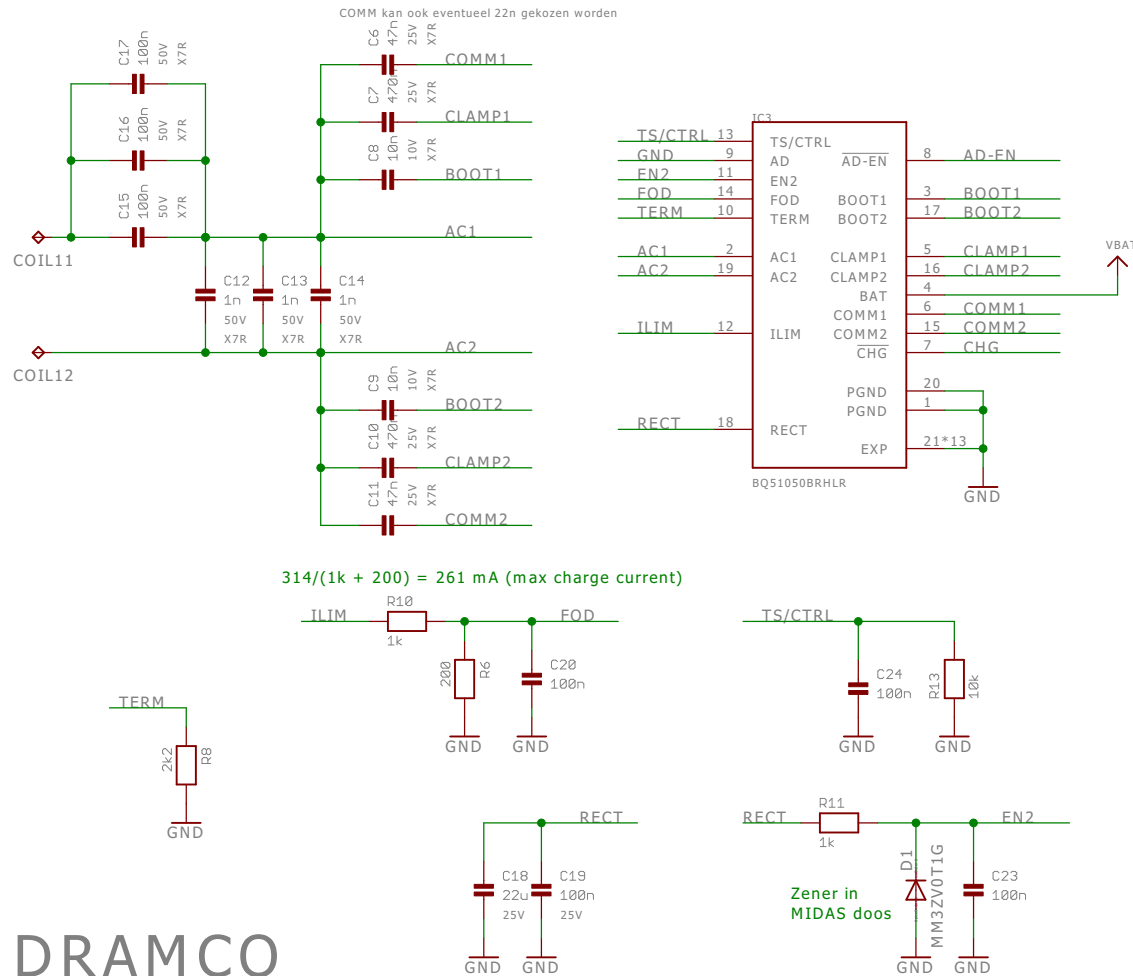 COMM kan ook eventueel 22n gekozen worden
C17
100n
50V
X7R
C16
100n
50V
X7R
C15
100n
50V
X7R
COIL11
COIL12
C6
47n
25V
X7R
COMM1
C7
470n
25V
X7R
CLAMP1
C8
10n
10V
X7R
BOOT1
AC1
C12
1n
50V
X7R
C13
1n
50V
X7R
C14
1n
50V
X7R
AC2
C9
10n
10V
X7R
BOOT2
C10
470n
25V
X7R
CLAMP2
C11
47n
25V
X7R
COMM2
IC3
TS/CTRL 13 TS/CTRL
GND 9 AD
EN2 11 EN2
FOD 14 FOD
TERM 10 TERM
AC1 2 AC1
AC2 19 AC2
ILIM 12 ILIM
RECT 18 RECT
AD-EN 8 AD-EN
BOOT1 3 BOOT1
BOOT2 17 BOOT2
CLAMP1 5 CLAMP1
CLAMP2 16 CLAMP2
BAT 4
VBAT
COMM1 6 COMM1
COMM2 15 COMM2
CHG 7 CHG
PGND 20
PGND 1
EXP 21*13
GND
BQ51050BRHLR
314/(1k + 200) = 261 mA (max charge current)
ILIM
R10
1k
FOD
200
R6
C20
100n
GND
GND
TS/CTRL
C24
100n
R13
10k
GND
GND
TERM
2k2
R8
GND
RECT
C18
22u
25V
C19
100n
25V
GND
GND
RECT
R11
1k
EN2
D1
MM3ZV0T1G
C23
100n
Zener in
MIDAS doos
GND
GND
DRAMCO